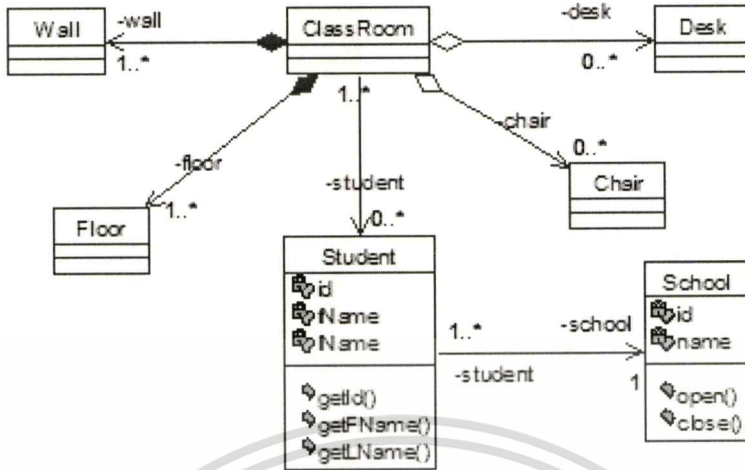 Wall
-wall
1..*
ClassRoom
-desk
0..*
Desk
1..*
-floor
1..*
Floor
-student
0..*
-chair
0..*
Chair
Student
id
fName
fName
getId()
getFName()
getLName()
1..*
-student
-school
1
School
id
name
open()
close()